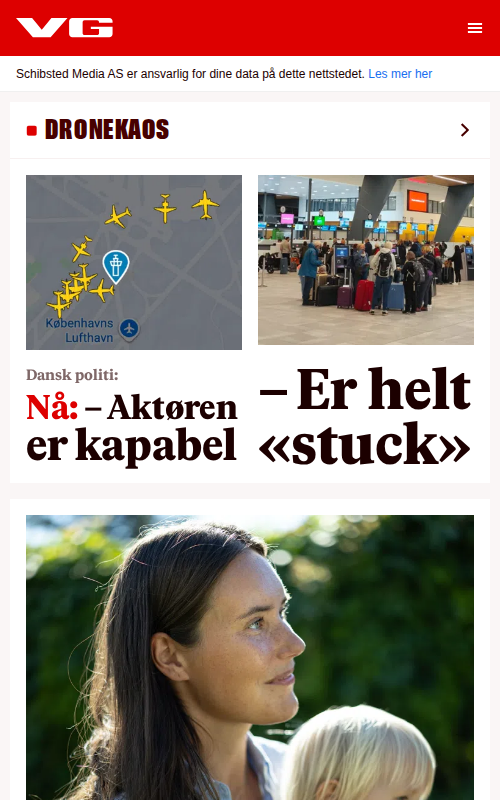 VG
Schibsted Media AS er ansvarlig for dine data på dette nettstedet. Les mer her
DRONEKAOS
Københavns
Lufthavn
Dansk politi:
Nå: – Aktøren
er kapabel
– Er helt
«stuck»